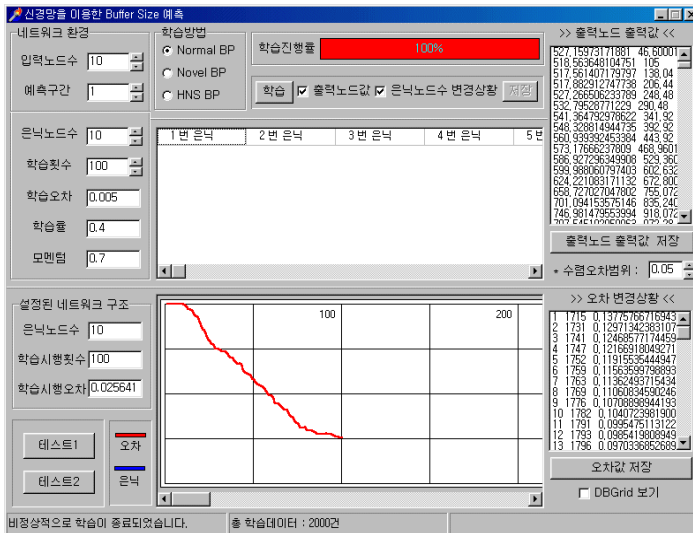 신경망을 이용한 Buffer Size 예측
네트워크 환경
입력노드수 10
예측구간 1
은닉노드수 10
학습횟수 100
학습오차 0.005
학습률 0.4
모멘텀 0.7
학습방법
Normal BP
Novel BP
HNS BP
학습진행률 100%
학습 출력노드값 은닉노드수 변경상황 저장
1번 은닉 2번 은닉 3번 은닉 4번 은닉 5번
>> 출력노드 출력값 <<
527,15973171881 46,60001
518,563648104751 105
517,561407179797 138,04
517,882912747738 206,44
527,266506233789 248,48
532,79528771229 290,48
541,364792978622 341,92
548,328814944735 392,92
560,939392453384 443,92
573,17666237809 468,9601
586,927296349908 529,360
599,988060797403 602,632
624,221083171132 672,800
658,727027047802 755,072
701,094153575146 835,240
746,981479553994 918,072
출력노드 출력값 저장
* 수렴오차범위 : 0.05
설정된 네트워크 구조
은닉노드수 10
학습시행횟수 100
학습시행오차 0.025641
테스트1
테스트2
오차
은닉
100 200
>> 오차 변경상황 <<
1 1715 0,13775766716943
2 1731 0,12971342383107
3 1741 0,12468577174459
4 1747 0,12166918049271
5 1752 0,11915535444947
6 1759 0,11563599798893
7 1763 0,11362493715434
8 1769 0,11060834590246
9 1776 0,10708898944193
10 1782 0,1040723981900
11 1791 0,0995475113122
12 1793 0,0985419808949
13 1796 0,0970336852689
오차값 저장
DBGrid 보기
비정상적으로 학습이 종료되었습니다. 총 학습데이터 : 2000건